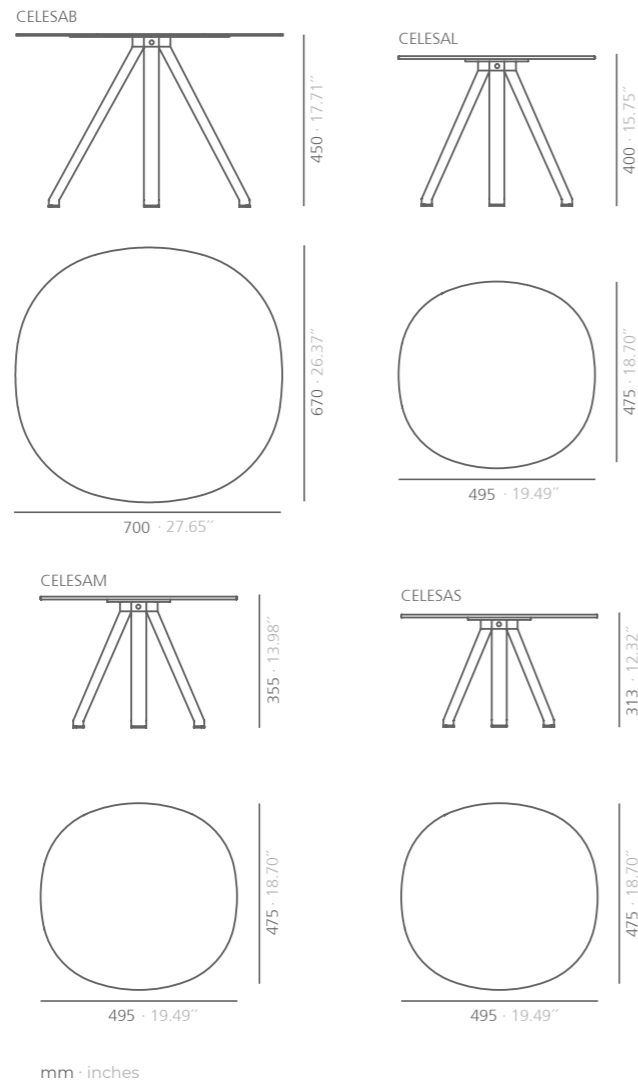 CELESAB
450 · 17.71″
670 · 26.37″
700 · 27.65″
CELESAL
400 · 15.75″
475 · 18.70″
495 · 19.49″
CELESAM
355 · 13.98″
475 · 18.70″
495 · 19.49″
CELESAS
313 · 12.32″
475 · 18.70″
495 · 19.49″
mm · inches